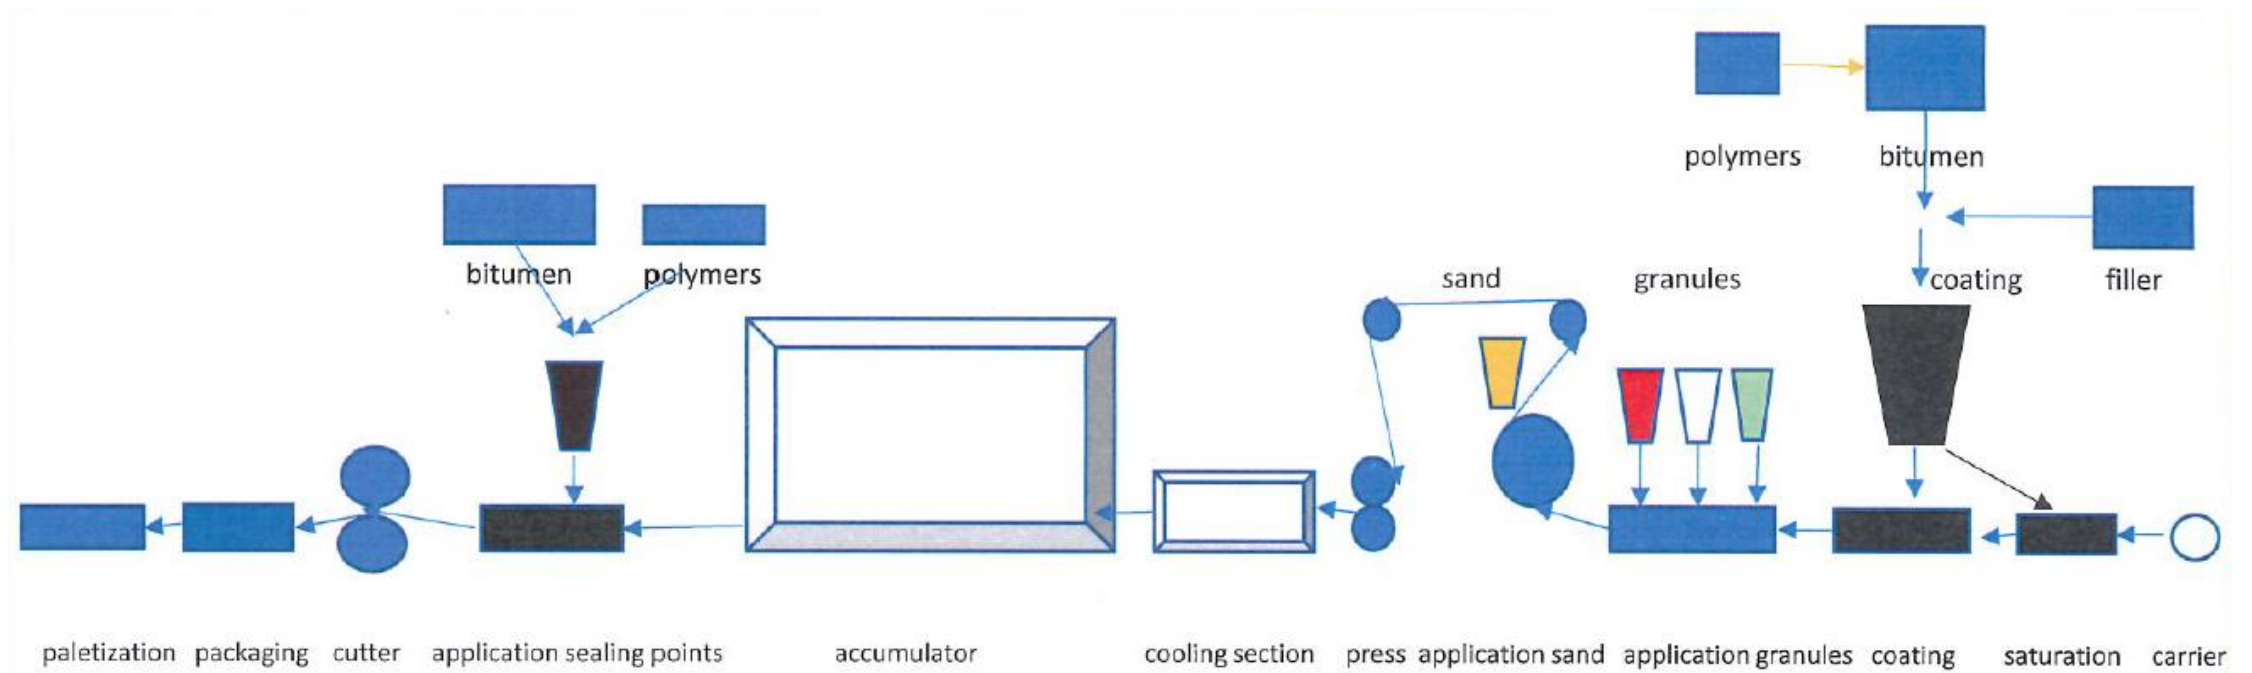 polymers bitumen
bitumen polymers sand granules coating filler
paletization packaging cutter application sealing points accumulator cooling section press application sand application granules coating saturation carrier